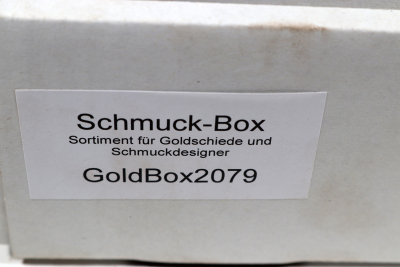 Schmuck-Box
Sortiment für Goldschiede und
Schmuckdesigner
GoldBox2079